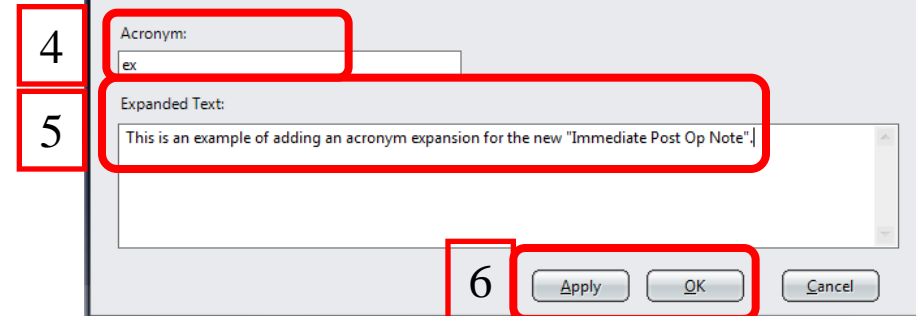 4
Acronym:
ex
5
Expanded Text:
This is an example of adding an acronym expansion for the new "Immediate Post Op Note".
6
Apply OK Cancel